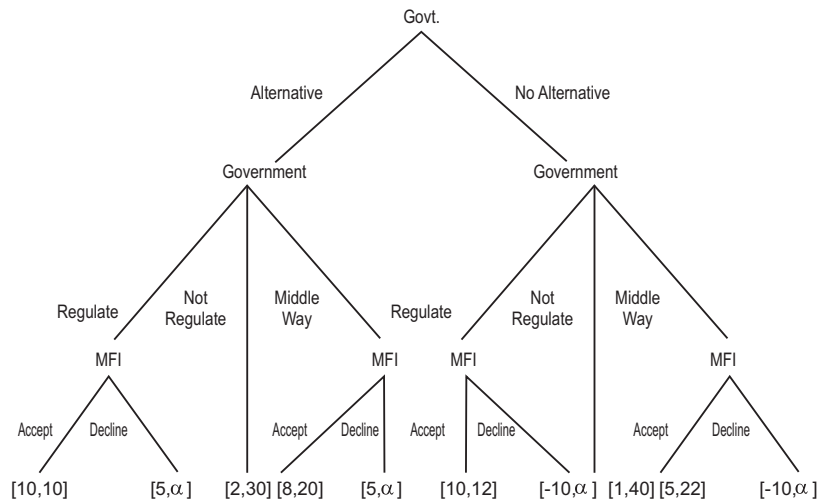 Govt.
Alternative
No Alternative
Government
Government
Regulate
Not
Regulate
Middle
Way
Regulate
Not
Regulate
Middle
Way
MFI
MFI
MFI
MFI
Accept
Decline
Accept
Decline
Accept
Decline
Accept
Decline
[10,10]
[5,α]
[2,30]
[8,20]
[5,α]
[10,12]
[-10,α]
[1,40]
[5,22]
[-10,α]